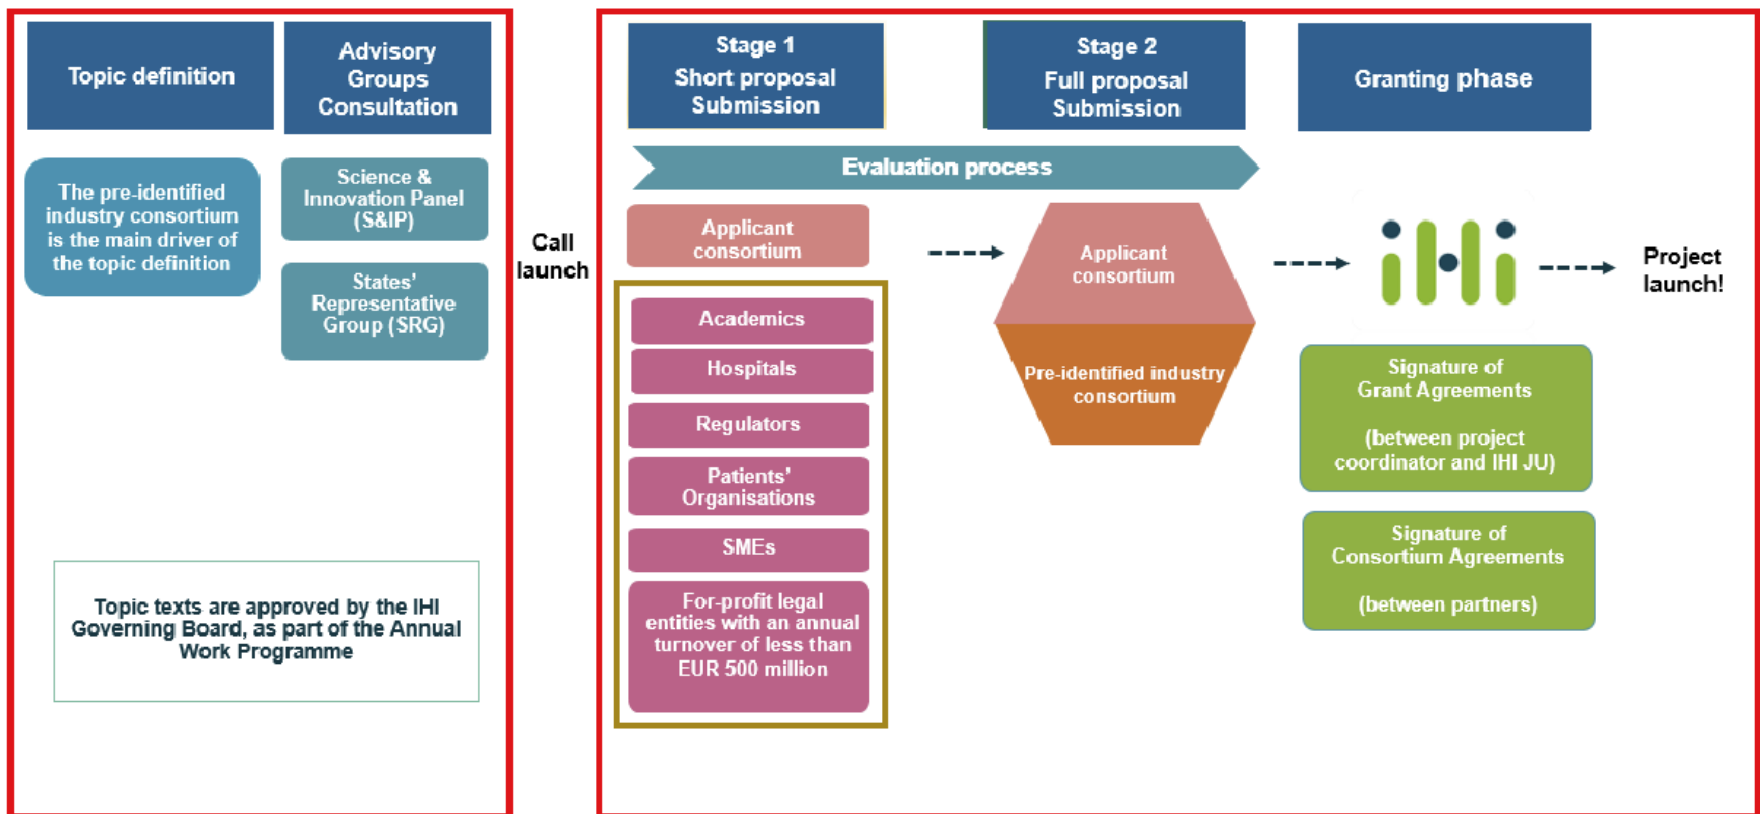 Topic definition
Advisory
Groups
Consultation
The pre-identified
industry consortium
is the main driver of
the topic definition
Science &
Innovation Panel
(S&IP)
States'
Representative
Group (SRG)
Topic texts are approved by the IHI
Governing Board, as part of the Annual
Work Programme
Call
launch
Stage 1
Short proposal
Submission
Stage 2
Full proposal
Submission
Granting phase
Evaluation process
Applicant
consortium
Academics
Hospitals
Regulators
Patients'
Organisations
SMEs
For-profit legal
entities with an annual
turnover of less than
EUR 500 million
Applicant
consortium
Pre-identified industry
consortium
iHi
Signature of
Grant Agreements
(between project
coordinator and IHI JU)
Signature of
Consortium Agreements
(between partners)
Project
launch!